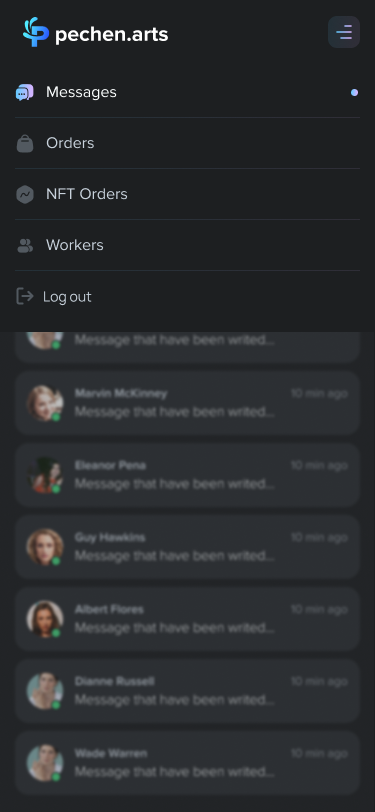 pechen.arts
Messages
Orders
NFT Orders
Workers
Log out
Message that have been writed...
Marvin McKinney 10 min ago
Message that have been writed...
Eleanor Pena 10 min ago
Message that have been writed...
Guy Hawkins 10 min ago
Message that have been writed...
Albert Flores 10 min ago
Message that have been writed...
Dianne Russell 10 min ago
Message that have been writed...
Wade Warren 10 min ago
Message that have been writed...